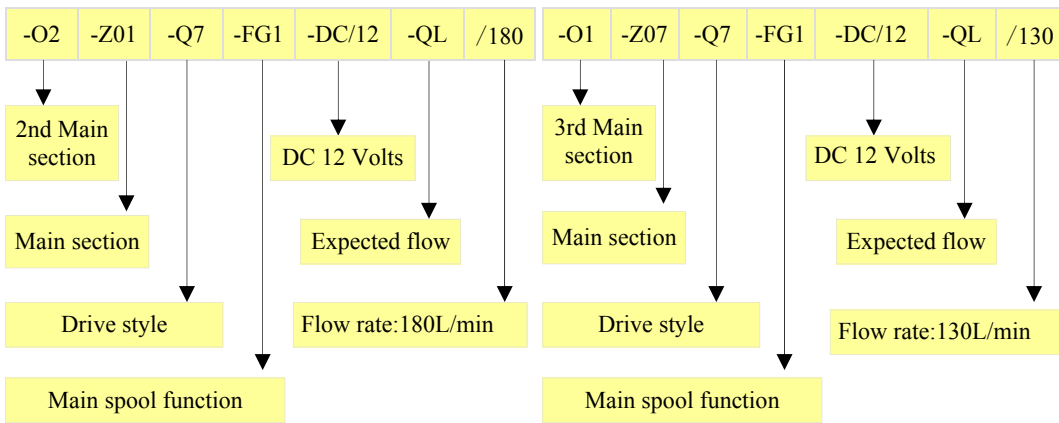 -O2 -Z01 -Q7 -FG1 -DC/12 -QL /180 -O1 -Z07 -Q7 -FG1 -DC/12 -QL /130
2nd Main
section
DC 12 Volts
3rd Main
section
DC 12 Volts
Main section
Expected flow
Main section
Expected flow
Drive style
Flow rate:180L/min
Drive style
Flow rate:130L/min
Main spool function
Main spool function